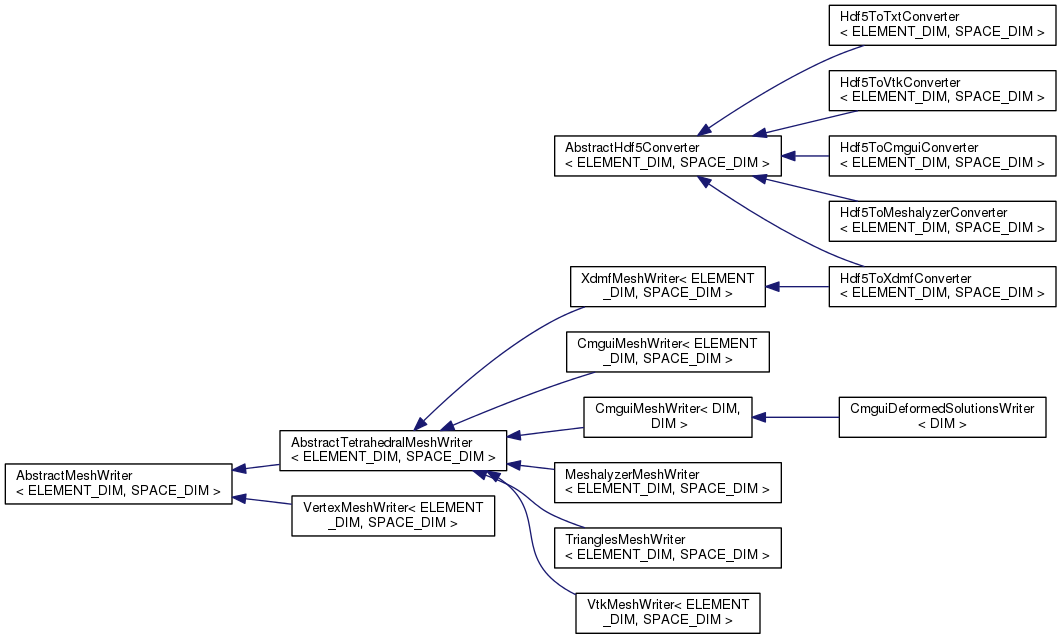 Hdf5ToTxtConverter
< ELEMENT_DIM, SPACE_DIM >
Hdf5ToVtkConverter
< ELEMENT_DIM, SPACE_DIM >
AbstractHdf5Converter
< ELEMENT_DIM, SPACE_DIM >
Hdf5ToCmguiConverter
< ELEMENT_DIM, SPACE_DIM >
Hdf5ToMeshalyzerConverter
< ELEMENT_DIM, SPACE_DIM >
XdmfMeshWriter< ELEMENT
_DIM, SPACE_DIM >
Hdf5ToXdmfConverter
< ELEMENT_DIM, SPACE_DIM >
CmguiMeshWriter< ELEMENT
_DIM, SPACE_DIM >
CmguiMeshWriter< DIM,
DIM >
CmguiDeformedSolutionsWriter
< DIM >
AbstractTetrahedralMeshWriter
< ELEMENT_DIM, SPACE_DIM >
AbstractMeshWriter
< ELEMENT_DIM, SPACE_DIM >
MeshalyzerMeshWriter
< ELEMENT_DIM, SPACE_DIM >
VertexMeshWriter< ELEMENT
_DIM, SPACE_DIM >
TrianglesMeshWriter
< ELEMENT_DIM, SPACE_DIM >
VtkMeshWriter< ELEMENT
_DIM, SPACE_DIM >